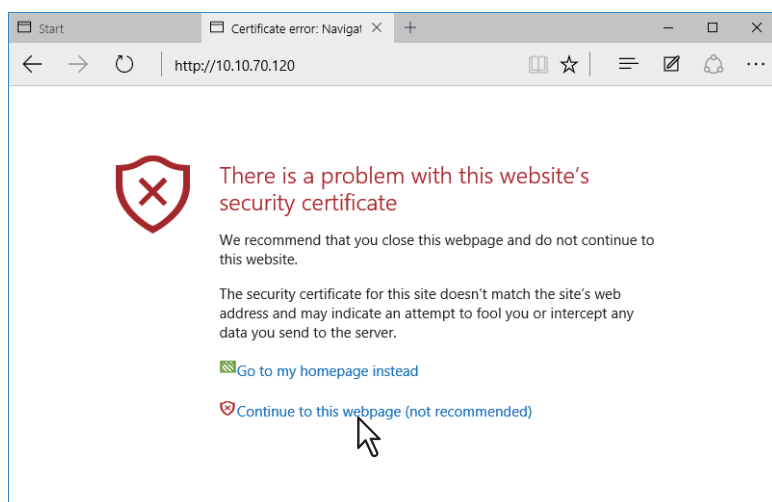 Start
Certificate error: Navigat
http://10.10.70.120
There is a problem with this website's
security certificate
We recommend that you close this webpage and do not continue to
this website.
The security certificate for this site doesn't match the site's web
address and may indicate an attempt to fool you or intercept any
data you send to the server.
Go to my homepage instead
Continue to this webpage (not recommended)